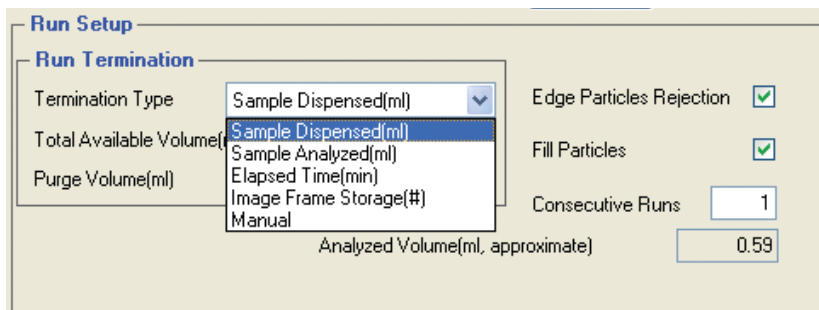 Run Setup
Run Termination
Termination Type
Sample Dispensed(ml)
Edge Particles Rejection
Sample Dispensed(ml)
Total Available Volume(
Sample Analyzed(ml)
Fill Particles
Elapsed Time(min)
Purge Volume(ml)
Image Frame Storage(#)
Consecutive Runs 1
Manual
Analyzed Volume(ml, approximate) 0.59